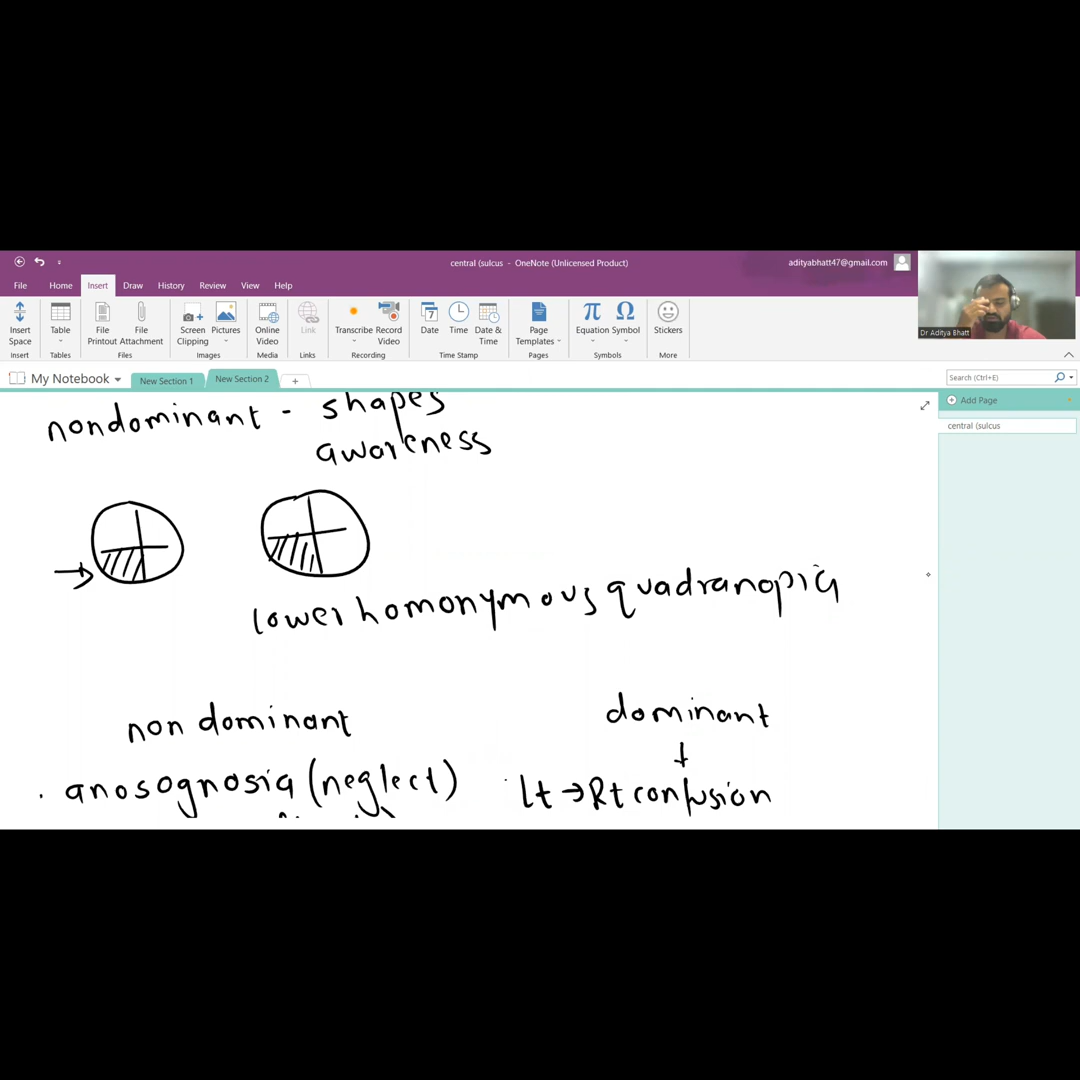 central (sulcus - OneNote (Unlicensed Product)
adityabhatt47@gmail.com
File Home Insert Draw History Review View Help
Insert Space
Table
File Printout
File Attachment
Screen Clipping
Pictures
Online Video
Link
Transcribe
Record Video
Date
Time
Date & Time
Page Templates
Equation
Symbol
Stickers
Insert Tables Files Images Media Links Recording Time Stamp Pages Symbols More
Dr Aditya Bhatt
My Notebook New Section 1 New Section 2 +
Search (Ctrl+E)
Add Page
central (sulcus
nondominant - shapes
awareness
lower homonymous quadranopia
non dominant
dominant
anosognosia (neglect)
Lt → Rt confusion